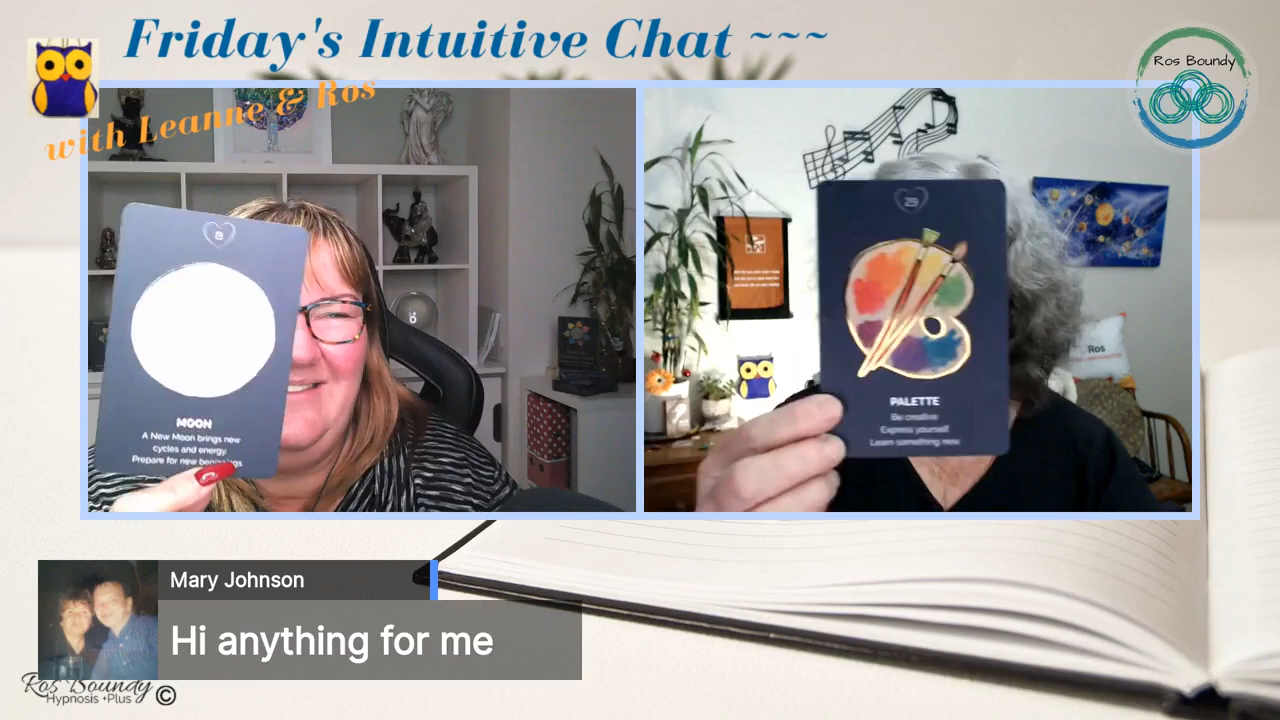 Friday's Intuitive Chat ~~~
with Leanne & Ros
Ros Boundy
8
MOON
A New Moon brings new
cycles and energy.
Prepare for new beginnings
29
PALETTE
Be creative
Express yourself
Learn something new
Ros
Mary Johnson
Hi anything for me
Ros Boundy
Hypnosis +Plus ©